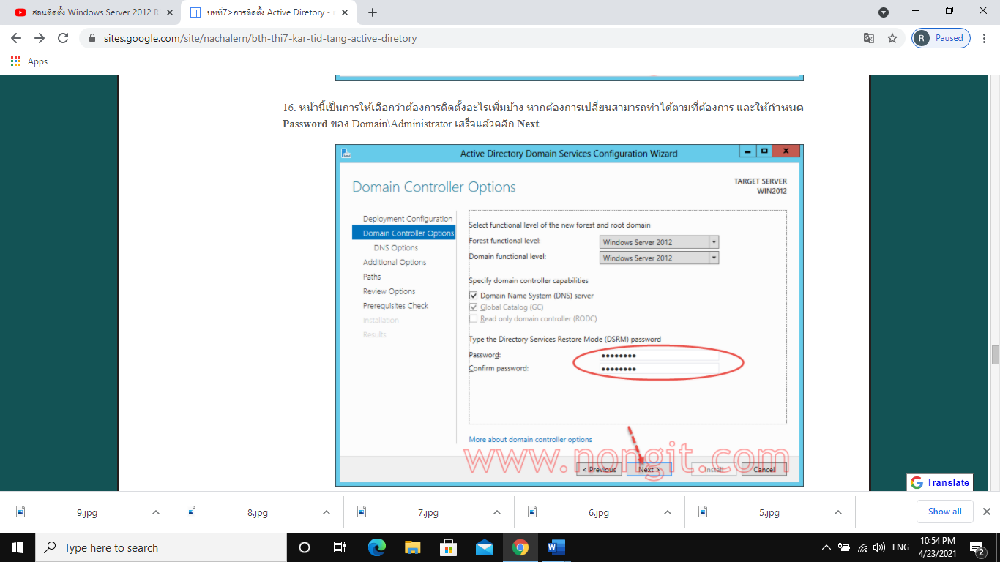 สอนติดตั้ง Windows Server 2012 R
บทที่7>การติดตั้ง Active Diretory -
sites.google.com/site/nachalern/bth-thi7-kar-tid-tang-active-diretory
R Paused
Apps
16. หน้านี้เป็นการให้เลือกว่าต้องการติดตั้งอะไรเพิ่มบ้าง หากต้องการเปลี่ยนสามารถทำได้ตามที่ต้องการ และให้กำหนด
Password ของ Domain\Administrator เสร็จแล้วคลิก Next
Active Directory Domain Services Configuration Wizard
Domain Controller Options
TARGET SERVER
WIN2012
Deployment Configuration
Domain Controller Options
DNS Options
Additional Options
Paths
Review Options
Prerequisites Check
Installation
Results
Select functional level of the new forest and root domain
Forest functional level: Windows Server 2012
Domain functional level: Windows Server 2012
Specify domain controller capabilities
Domain Name System (DNS) server
Global Catalog (GC)
Read only domain controller (RODC)
Type the Directory Services Restore Mode (DSRM) password
Password: ●●●●●●●●
Confirm password: ●●●●●●●●
More about domain controller options
www.nongit.com
< Previous Next > Install Cancel
Translate
9.jpg 8.jpg 7.jpg 6.jpg 5.jpg Show all
Type here to search
ENG
10:54 PM
4/23/2021
2